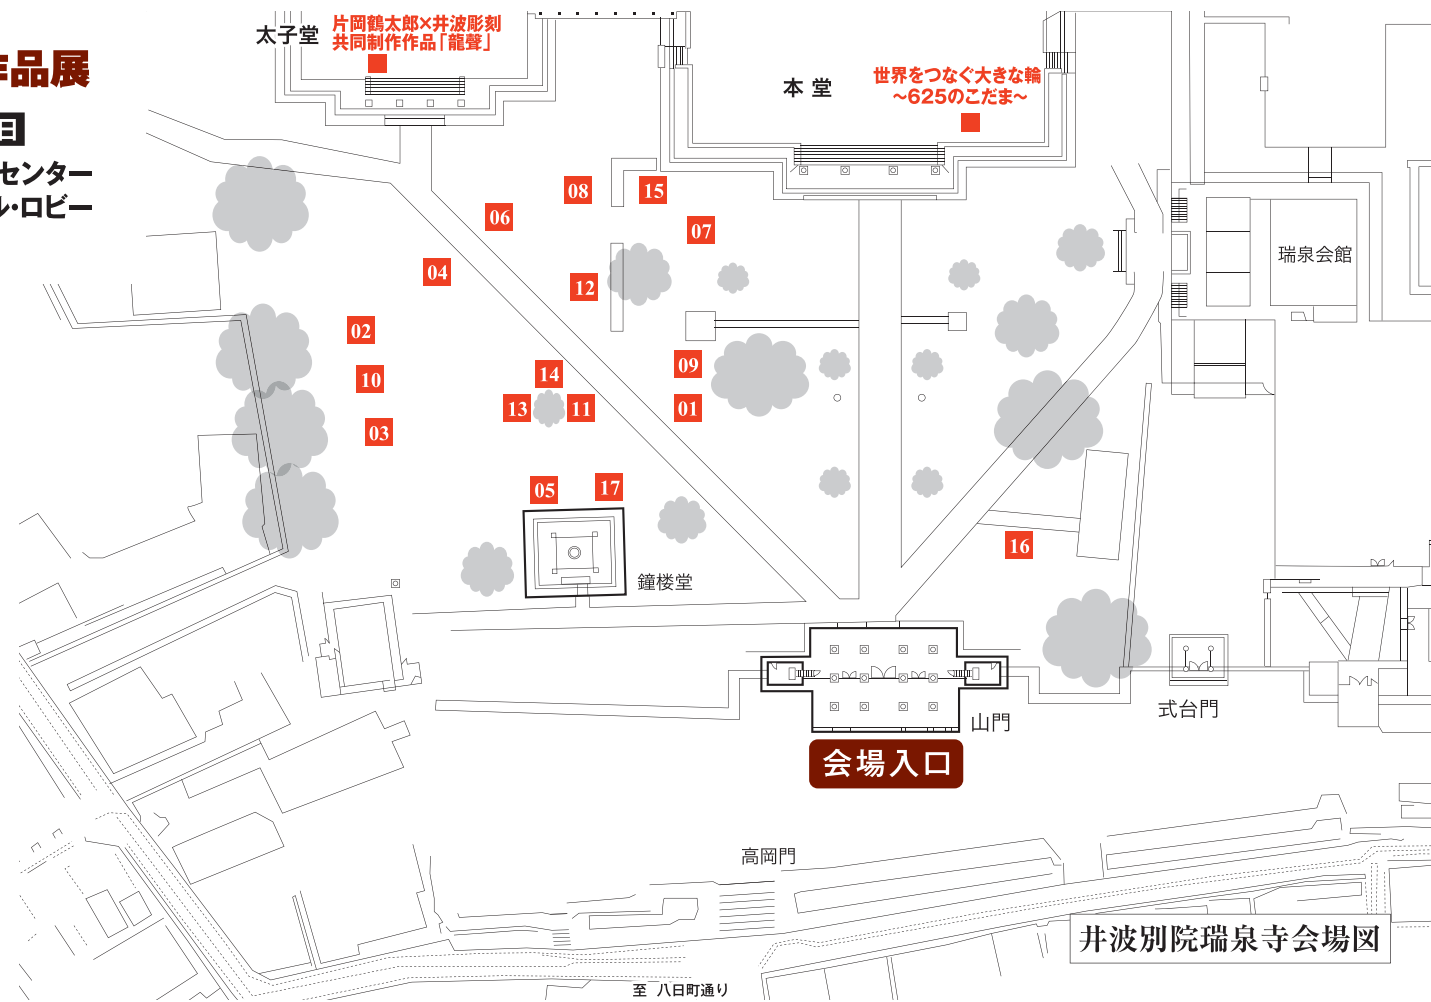 作品展
センター
ル・ロビー
太子堂
片岡鶴太郎×井波彫刻
共同制作作品「龍聲」
本堂
世界をつなぐ大きな輪
～625のこだま～
08
15
06
07
04
12
瑞泉会館
02
09
14
10
13
11
01
03
05
17
16
鐘楼堂
山門
式台門
会場入口
高岡門
井波別院瑞泉寺会場図
至 八日町通り